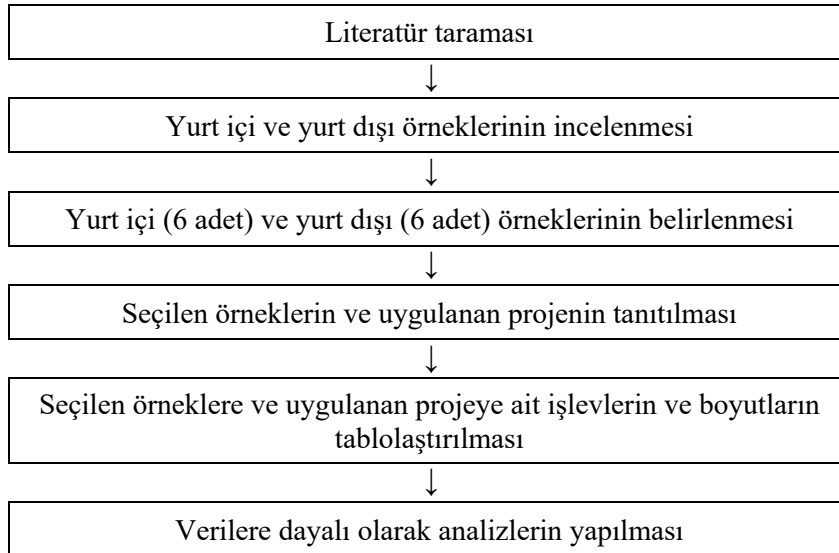 Literatür taraması
↓
Yurt içi ve yurt dışı örneklerinin incelenmesi
↓
Yurt içi (6 adet) ve yurt dışı (6 adet) örneklerinin belirlenmesi
↓
Seçilen örneklerin ve uygulanan projenin tanıtılması
↓
Seçilen örneklere ve uygulanan projeye ait işlevlerin ve boyutların
tablolaştırılması
↓
Verilere dayalı olarak analizlerin yapılması